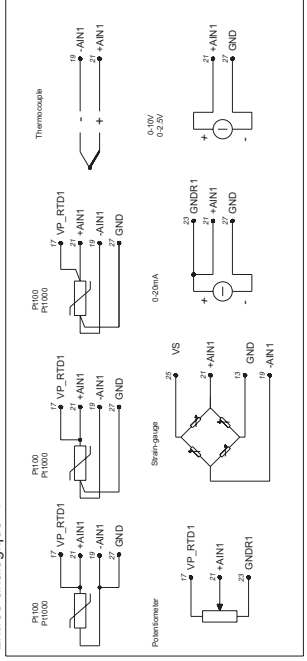 Pt100
Pt1000
17 VP_RTD1
21 +AIN1
19 -AIN1
27 GND
Pt100
Pt1000
17 VP_RTD1
21 +AIN1
19 -AIN1
27 GND
Pt100
Pt1000
17 VP_RTD1
21 +AIN1
19 -AIN1
27 GND
Thermocouple
- 19 -AIN1
+ 21 +AIN1
Potentiometer
17 VP_RTD1
21 +AIN1
23 GNDR1
Strain-gauge
25 VS
21 +AIN1
13 GND
19 -AIN1
0-20mA
+
-
23 GNDR1
21 +AIN1
27 GND
0-10V
0-2.5V
+
-
21 +AIN1
27 GND